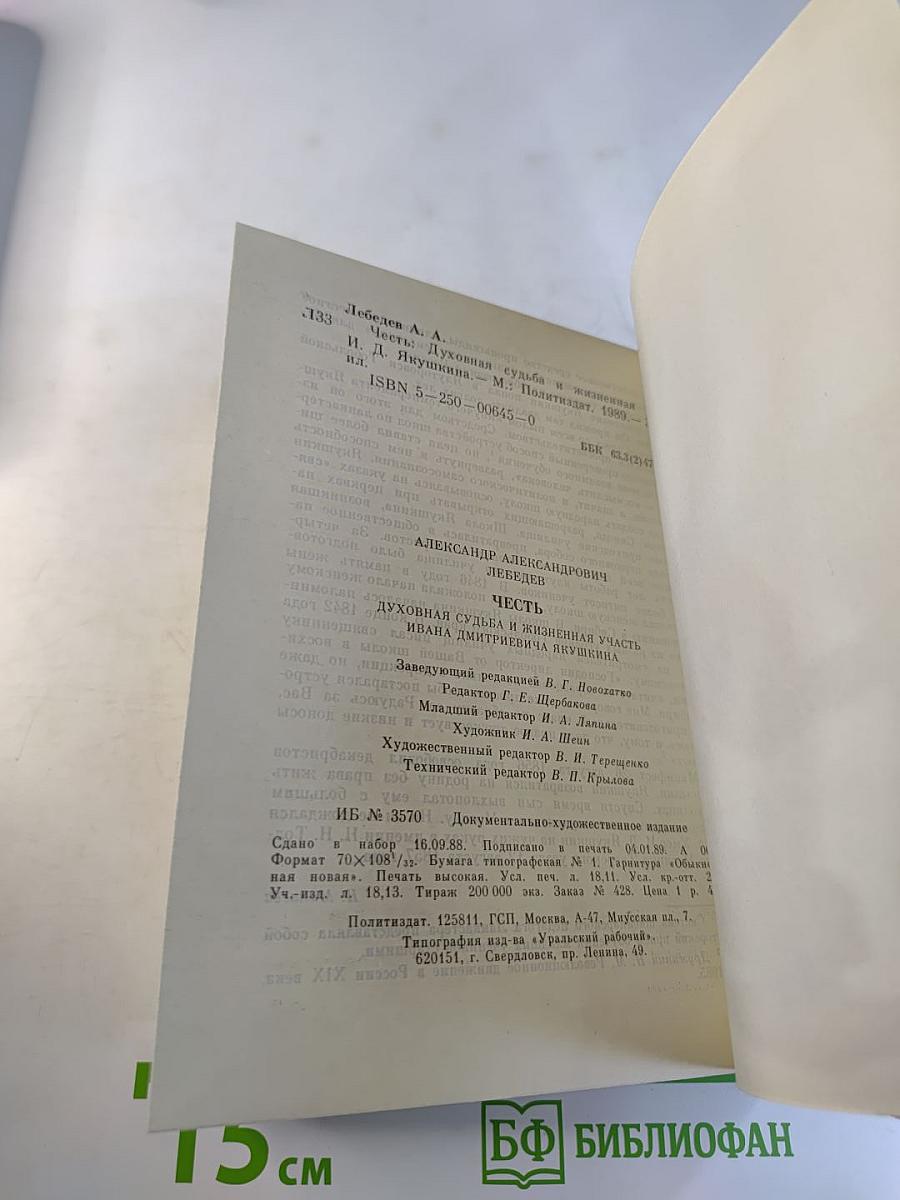 Лебедев А. А.
Л33 Честь: Духовная судьба и жизненная
И. Д. Якушкина.— М.: Политиздат. 1989.—
ил.
ISBN 5—250—00645—0
ББК 63.3(2)47
АЛЕКСАНДР АЛЕКСАНДРОВИЧ
ЛЕБЕДЕВ
ЧЕСТЬ
ДУХОВНАЯ СУДЬБА И ЖИЗНЕННАЯ УЧАСТЬ
ИВАНА ДМИТРИЕВИЧА ЯКУШКИНА
Заведующий редакцией В. Г. Новохатко
Редактор Г. Е. Щербакова
Младший редактор И. А. Ляпина
Художник И. А. Шеин
Художественный редактор В. И. Терещенко
Технический редактор В. П. Крылова
ИБ № 3570 Документально-художественное издание
Сдано в набор 16.09.88. Подписано в печать 04.01.89. А
Формат 70×108¹/₃₂. Бумага типографская № 1. Гарнитура «Обыкно
ная новая». Печать высокая. Усл. печ. л. 18,11. Усл. кр.-отт.
Уч.-изд. л. 18,13. Тираж 200 000 экз. Заказ № 428. Цена 1 р.
Политиздат. 125811, ГСП, Москва, А-47, Миусская пл., 7.
Типография изд-ва «Уральский рабочий».
620151, г. Свердловск, пр. Ленина, 49.
15 см
БФ БИБЛИОФАН